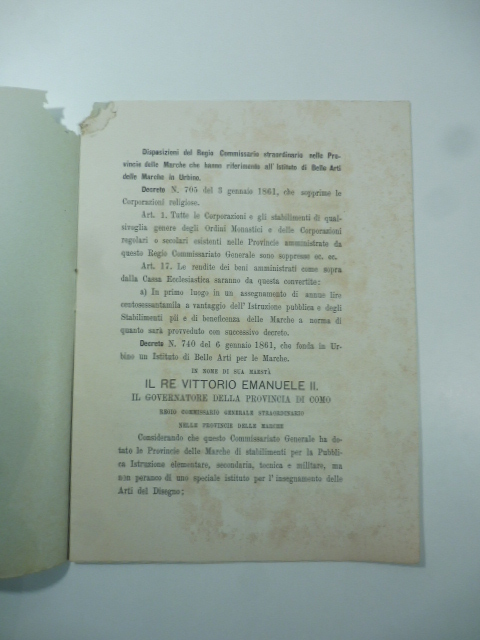 Disposizioni del Regio Commissario straordinario nelle Pro-
vincie delle Marche che hanno riferimento all'Istituto di Belle Arti
delle Marche in Urbino.
Decreto N. 705 del 3 gennaio 1861, che sopprime le
Corporazioni religiose.
Art. 1. Tutte le Corporazioni e gli stabilimenti di qual-
sivoglia genere degli Ordini Monastici e delle Corporazioni
regolari o secolari esistenti nelle Provincie amministrate da
questo Regio Commissariato Generale sono soppresse ec. ec.
Art. 17. Le rendite dei beni amministrati come sopra
dalla Cassa Ecclesiastica saranno da questa convertite:
a) In primo luogo in un assegnamento di annue lire
centosessantamila a vantaggio dell'Istruzione pubblica e degli
Stabilimenti pii e di beneficenza delle Marche a norma di
quanto sarà provveduto con successivo decreto.
Decreto N. 740 del 6 gennaio 1861, che fonda in Ur-
bino un Istituto di Belle Arti per le Marche.
IN NOME DI SUA MAESTÀ
IL RE VITTORIO EMANUELE II.
IL GOVERNATORE DELLA PROVINCIA DI COMO
REGIO COMMISSARIO GENERALE STRAORDINARIO
NELLE PROVINCIE DELLE MARCHE
Considerando che questo Commissariato Generale ha do-
tato le Provincie delle Marche di stabilimenti per la Pubbli-
ca Istruzione elementare, secondaria, tecnica e militare, ma
non peranco di uno speciale istituto per l'insegnamento delle
Arti del Disegno;